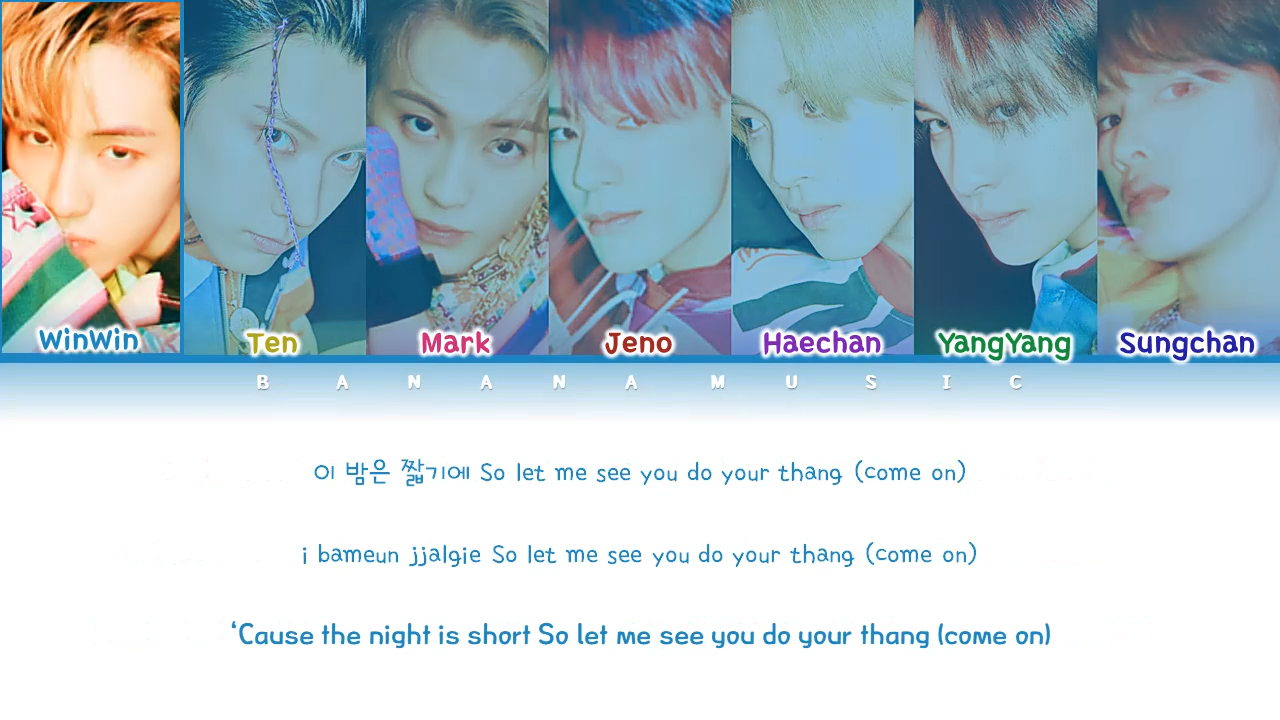 WinWin Ten Mark Jeno Haechan YangYang Sungchan
BANANAMUSIC
이 밤은 짧기에 So let me see you do your thang (come on)
i bameun jjalgie So let me see you do your thang (come on)
‘Cause the night is short So let me see you do your thang (come on)